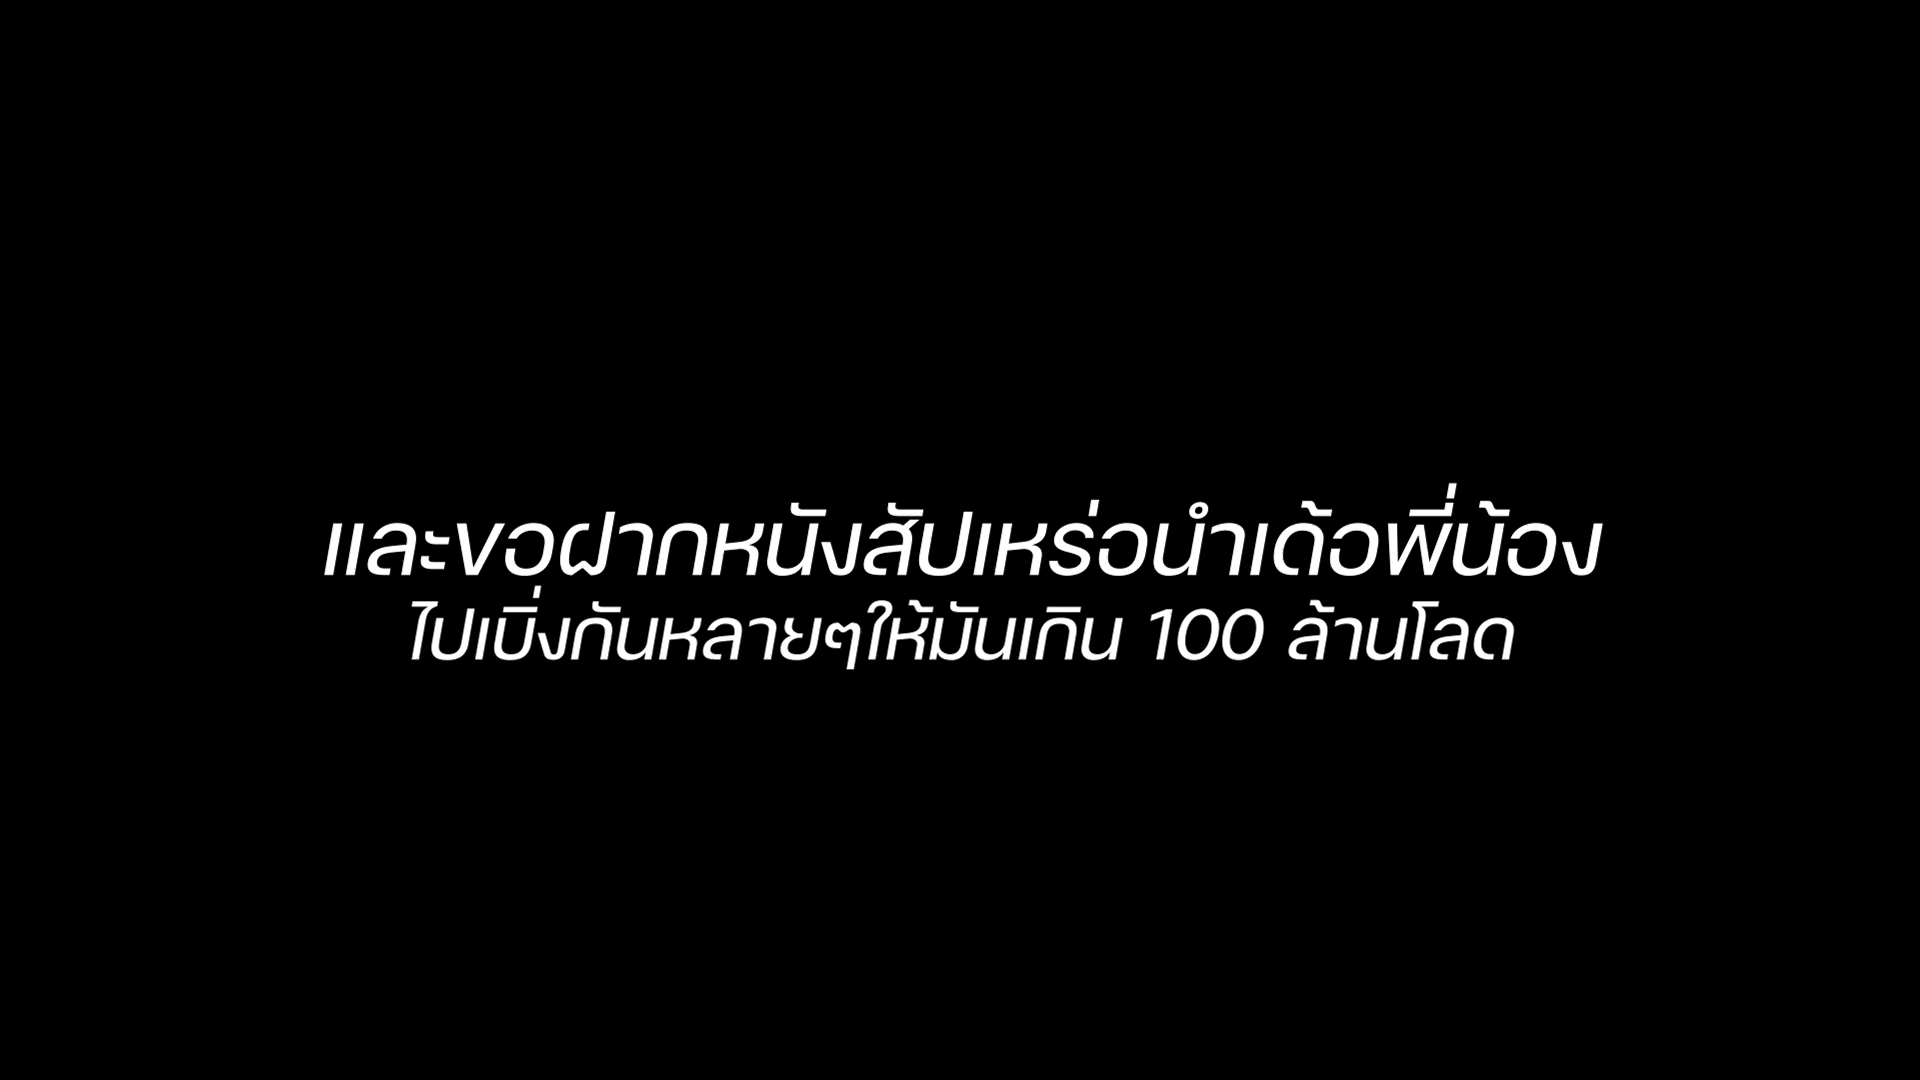 และขอฝากหนังสัปเหร่อนำเด้อพี่น้อง
ไปเบิ่งกันหลายๆให้มันเกิน 100 ล้านโลด